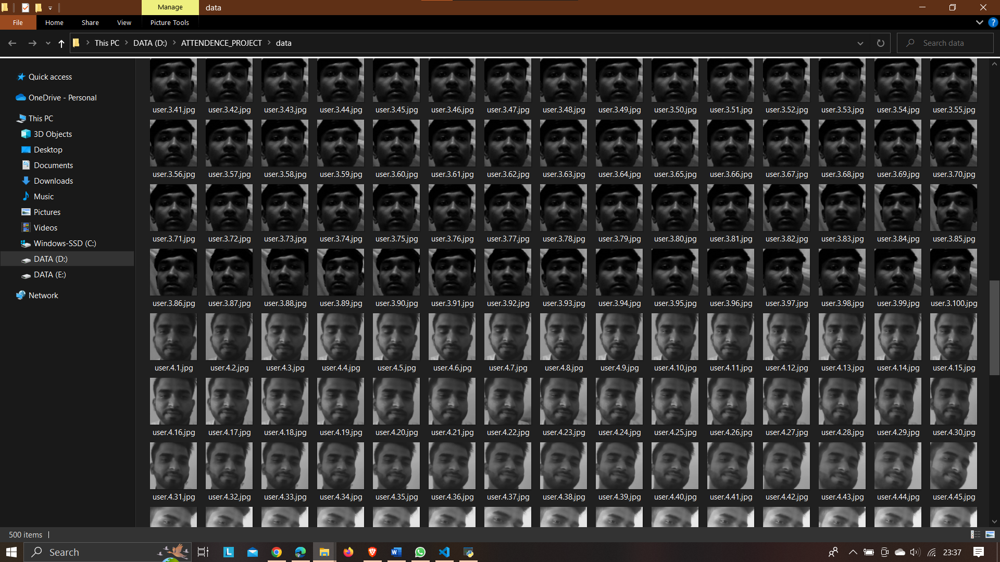 Manage data
File Home Share View Picture Tools
?
This PC DATA (D:) ATTENDENCE_PROJECT data Search data
Quick access
OneDrive - Personal
This PC
3D Objects
Desktop
Documents
Downloads
Music
Pictures
Videos
Windows-SSD (C:)
DATA (D:)
DATA (E:)
Network
user.3.41.jpg user.3.42.jpg user.3.43.jpg user.3.44.jpg user.3.45.jpg user.3.46.jpg user.3.47.jpg user.3.48.jpg user.3.49.jpg user.3.50.jpg user.3.51.jpg user.3.52.jpg user.3.53.jpg user.3.54.jpg user.3.55.jpg
user.3.56.jpg user.3.57.jpg user.3.58.jpg user.3.59.jpg user.3.60.jpg user.3.61.jpg user.3.62.jpg user.3.63.jpg user.3.64.jpg user.3.65.jpg user.3.66.jpg user.3.67.jpg user.3.68.jpg user.3.69.jpg user.3.70.jpg
user.3.71.jpg user.3.72.jpg user.3.73.jpg user.3.74.jpg user.3.75.jpg user.3.76.jpg user.3.77.jpg user.3.78.jpg user.3.79.jpg user.3.80.jpg user.3.81.jpg user.3.82.jpg user.3.83.jpg user.3.84.jpg user.3.85.jpg
user.3.86.jpg user.3.87.jpg user.3.88.jpg user.3.89.jpg user.3.90.jpg user.3.91.jpg user.3.92.jpg user.3.93.jpg user.3.94.jpg user.3.95.jpg user.3.96.jpg user.3.97.jpg user.3.98.jpg user.3.99.jpg user.3.100.jpg
user.4.1.jpg user.4.2.jpg user.4.3.jpg user.4.4.jpg user.4.5.jpg user.4.6.jpg user.4.7.jpg user.4.8.jpg user.4.9.jpg user.4.10.jpg user.4.11.jpg user.4.12.jpg user.4.13.jpg user.4.14.jpg user.4.15.jpg
user.4.16.jpg user.4.17.jpg user.4.18.jpg user.4.19.jpg user.4.20.jpg user.4.21.jpg user.4.22.jpg user.4.23.jpg user.4.24.jpg user.4.25.jpg user.4.26.jpg user.4.27.jpg user.4.28.jpg user.4.29.jpg user.4.30.jpg
user.4.31.jpg user.4.32.jpg user.4.33.jpg user.4.34.jpg user.4.35.jpg user.4.36.jpg user.4.37.jpg user.4.38.jpg user.4.39.jpg user.4.40.jpg user.4.41.jpg user.4.42.jpg user.4.43.jpg user.4.44.jpg user.4.45.jpg
500 items
Search L W 23:37